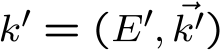 k′ = (E′, \vec{k′})